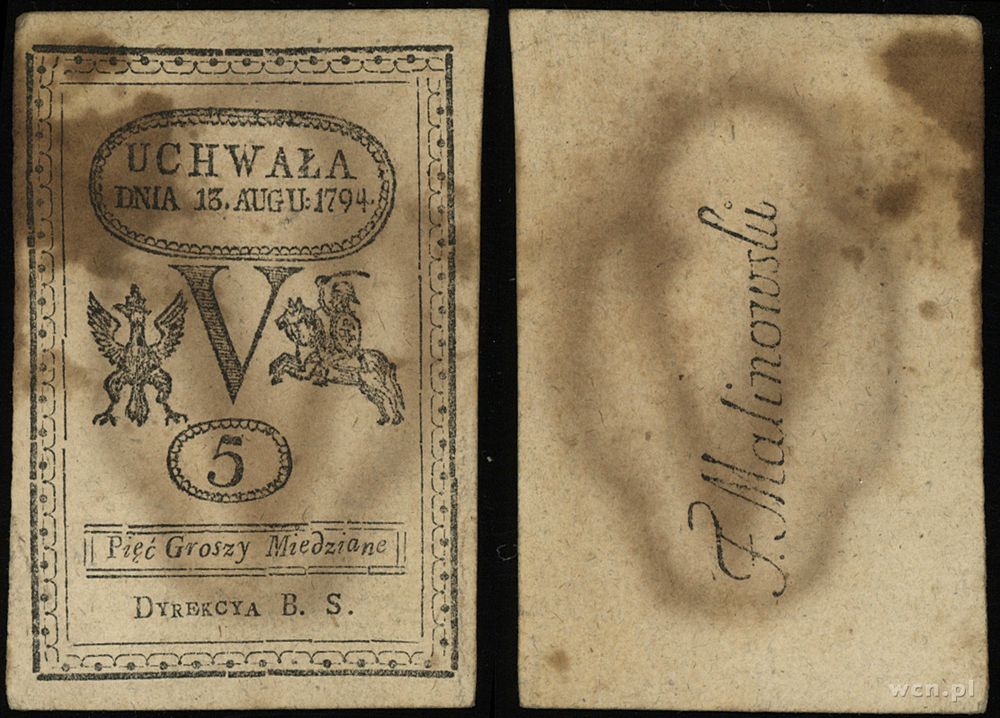 UCHWAŁA
DNIA 13. AUGU: 1794.
V
5
Pięć Groszy Miedziane
DYREKCYA B. S.
F. Malinowski
wcn.pl